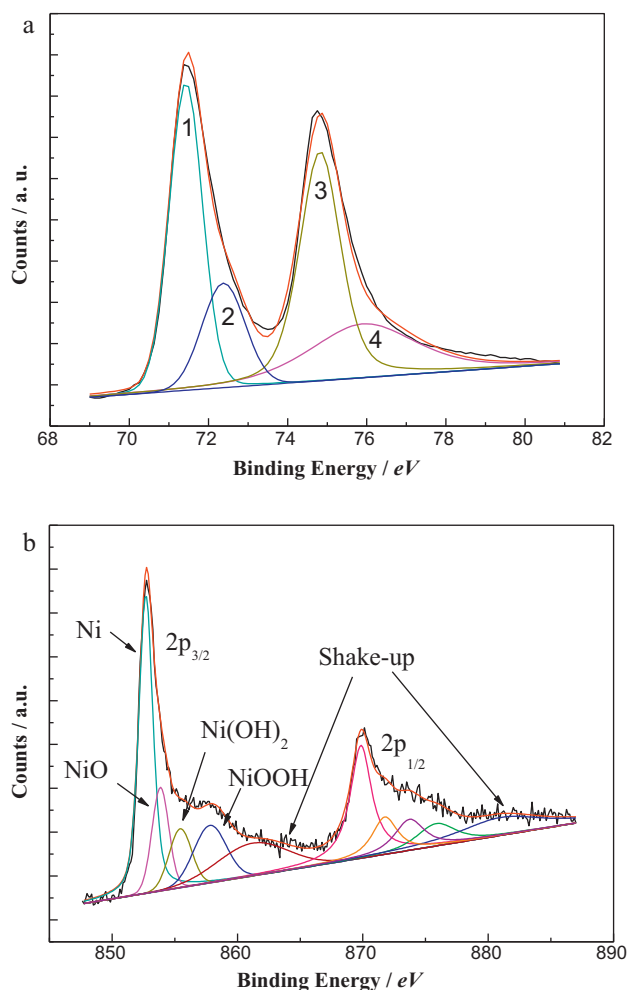 a
1
2
3
4
Counts / a. u.
68 70 72 74 76 78 80 82
Binding Energy / eV
b
Ni
2p3/2
Shake-up
Ni(OH)2
2p1/2
NiO
NiOOH
Counts / a.u.
850 860 870 880 890
Binding Energy / eV